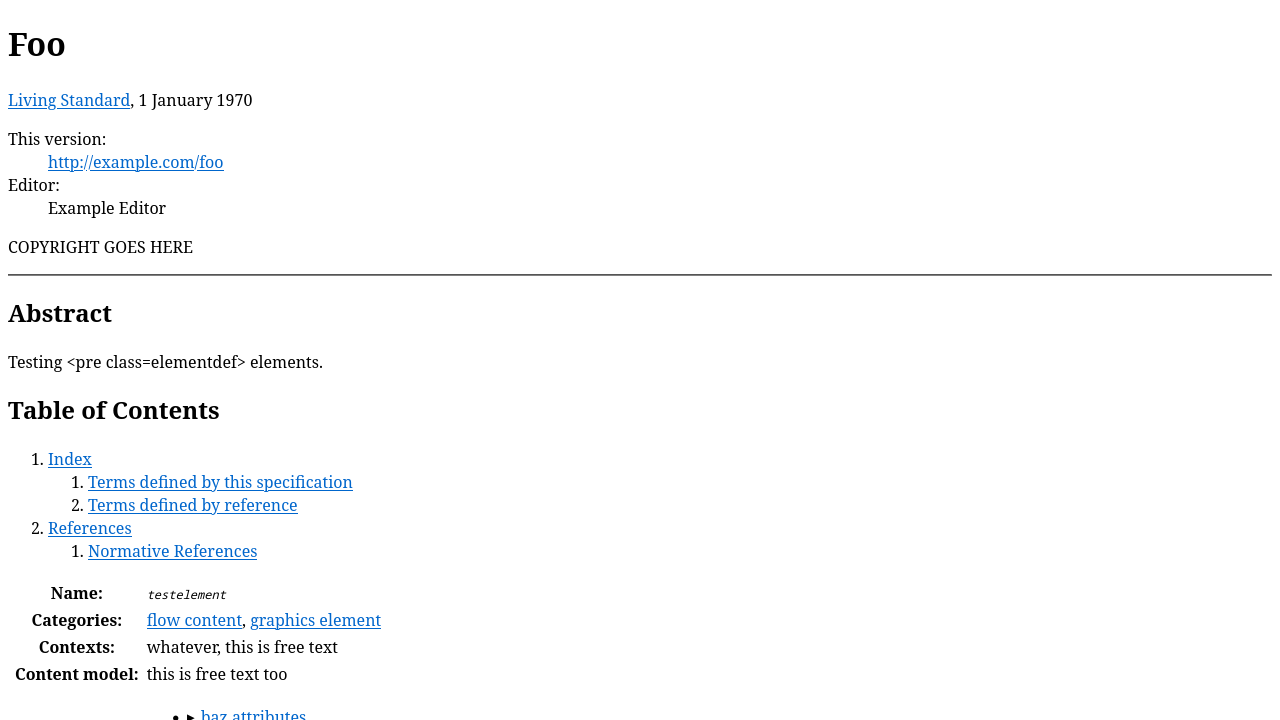 Foo
Living Standard, 1 January 1970
This version:
http://example.com/foo
Editor:
Example Editor
COPYRIGHT GOES HERE
Abstract
Testing <pre class=elementdef> elements.
Table of Contents
1. Index
1. Terms defined by this specification
2. Terms defined by reference
2. References
1. Normative References
Name: testelement
Categories: flow content, graphics element
Contexts: whatever, this is free text
Content model: this is free text too
• ▸ baz attributes